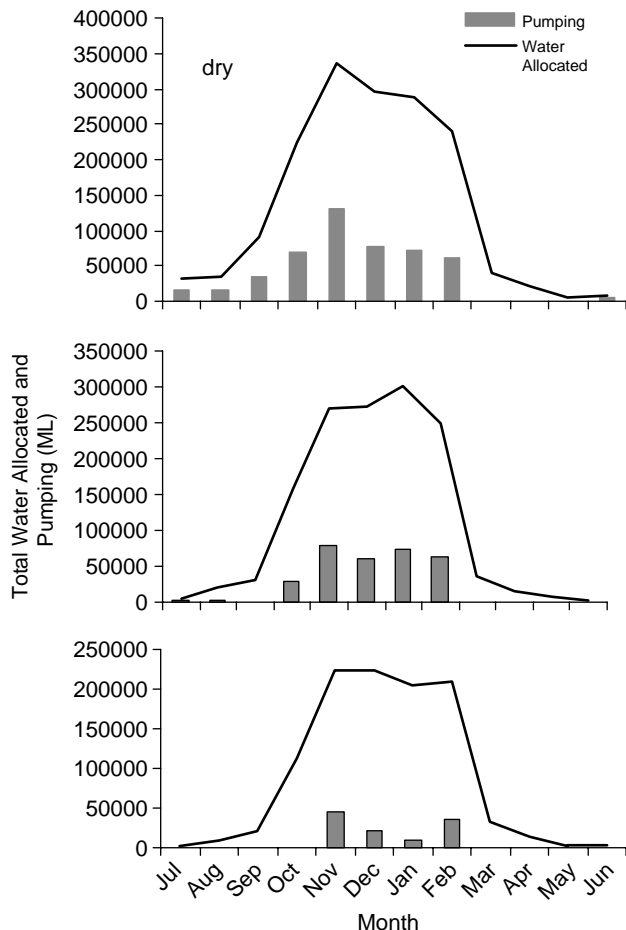 400000
350000
300000
250000
200000
150000
100000
50000
0
dry
Pumping
Water
Allocated
Total Water Allocated and
Pumping (ML)
350000
300000
250000
200000
150000
100000
50000
0
250000
200000
150000
100000
50000
0
Jul
Aug
Sep
Oct
Nov
Dec
Jan
Feb
Mar
Apr
May
Jun
Month